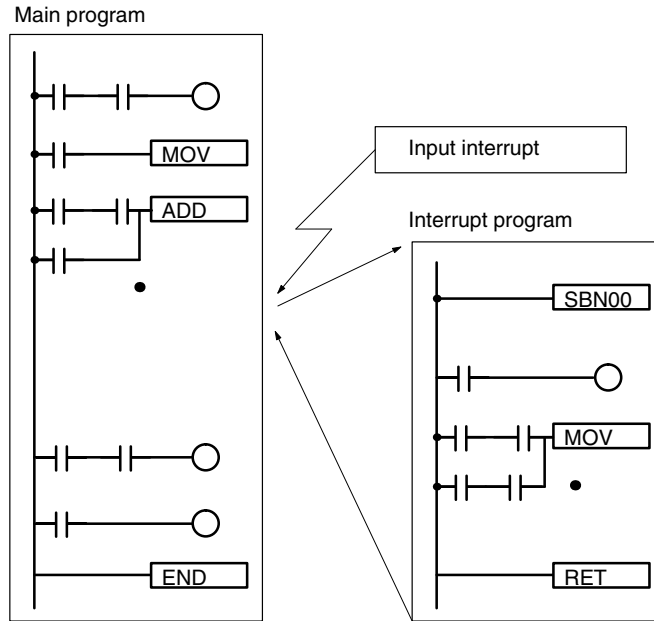 Main program
MOV
ADD
END
Input interrupt
Interrupt program
SBN00
MOV
RET